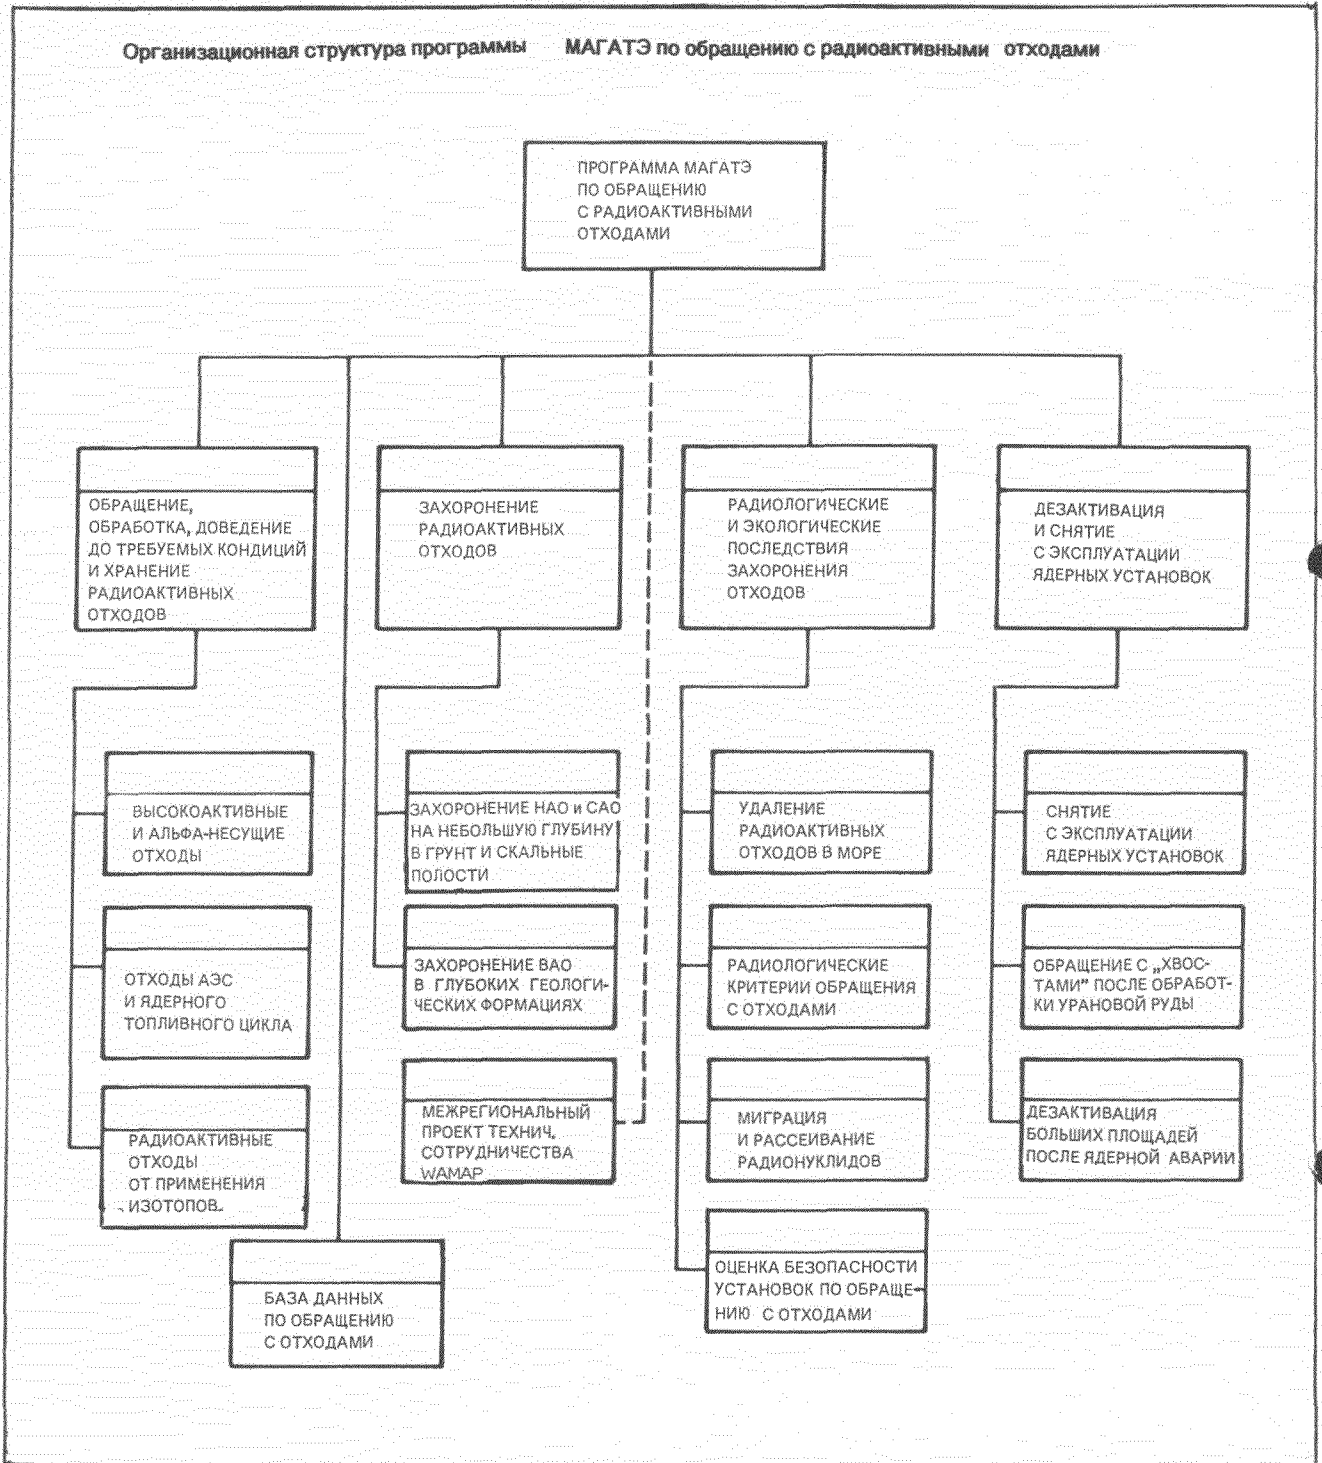 Организационная структура программы МАГАТЭ по обращению с радиоактивными отходами
ПРОГРАММА МАГАТЭ
ПО ОБРАЩЕНИЮ
С РАДИОАКТИВНЫМИ
ОТХОДАМИ
ОБРАЩЕНИЕ,
ОБРАБОТКА, ДОВЕДЕНИЕ
ДО ТРЕБУЕМЫХ КОНДИЦИЙ
И ХРАНЕНИЕ
РАДИОАКТИВНЫХ
ОТХОДОВ
ЗАХОРОНЕНИЕ
РАДИОАКТИВНЫХ
ОТХОДОВ
РАДИОЛОГИЧЕСКИЕ
И ЭКОЛОГИЧЕСКИЕ
ПОСЛЕДСТВИЯ
ЗАХОРОНЕНИЯ
ОТХОДОВ
ДЕЗАКТИВАЦИЯ
И СНЯТИЕ
С ЭКСПЛУАТАЦИИ
ЯДЕРНЫХ УСТАНОВОК
ВЫСОКОАКТИВНЫЕ
И АЛЬФА-НЕСУЩИЕ
ОТХОДЫ
ЗАХОРОНЕНИЕ НАО и САО
НА НЕБОЛЬШУЮ ГЛУБИНУ
В ГРУНТ И СКАЛЬНЫЕ
ПОЛОСТИ
УДАЛЕНИЕ
РАДИОАКТИВНЫХ
ОТХОДОВ В МОРЕ
СНЯТИЕ
С ЭКСПЛУАТАЦИИ
ЯДЕРНЫХ УСТАНОВОК
ОТХОДЫ АЭС
И ЯДЕРНОГО
ТОПЛИВНОГО ЦИКЛА
ЗАХОРОНЕНИЕ ВАО
В ГЛУБОКИХ ГЕОЛОГИ-
ЧЕСКИХ ФОРМАЦИЯХ
РАДИОЛОГИЧЕСКИЕ
КРИТЕРИИ ОБРАЩЕНИЯ
С ОТХОДАМИ
ОБРАЩЕНИЕ С „ХВОС-
ТАМИ” ПОСЛЕ ОБРАБОТ-
КИ УРАНОВОЙ РУДЫ
РАДИОАКТИВНЫЕ
ОТХОДЫ
ОТ ПРИМЕНЕНИЯ
ИЗОТОПОВ.
МЕЖРЕГИОНАЛЬНЫЙ
ПРОЕКТ ТЕХНИЧ.
СОТРУДНИЧЕСТВА
WAMAP
МИГРАЦИЯ
И РАССЕИВАНИЕ
РАДИОНУКЛИДОВ
ДЕЗАКТИВАЦИЯ
БОЛЬШИХ ПЛОЩАДЕЙ
ПОСЛЕ ЯДЕРНОЙ АВАРИИ
БАЗА ДАННЫХ
ПО ОБРАЩЕНИЮ
С ОТХОДАМИ
ОЦЕНКА БЕЗОПАСНОСТИ
УСТАНОВОК ПО ОБРАЩЕ-
НИЮ С ОТХОДАМИ